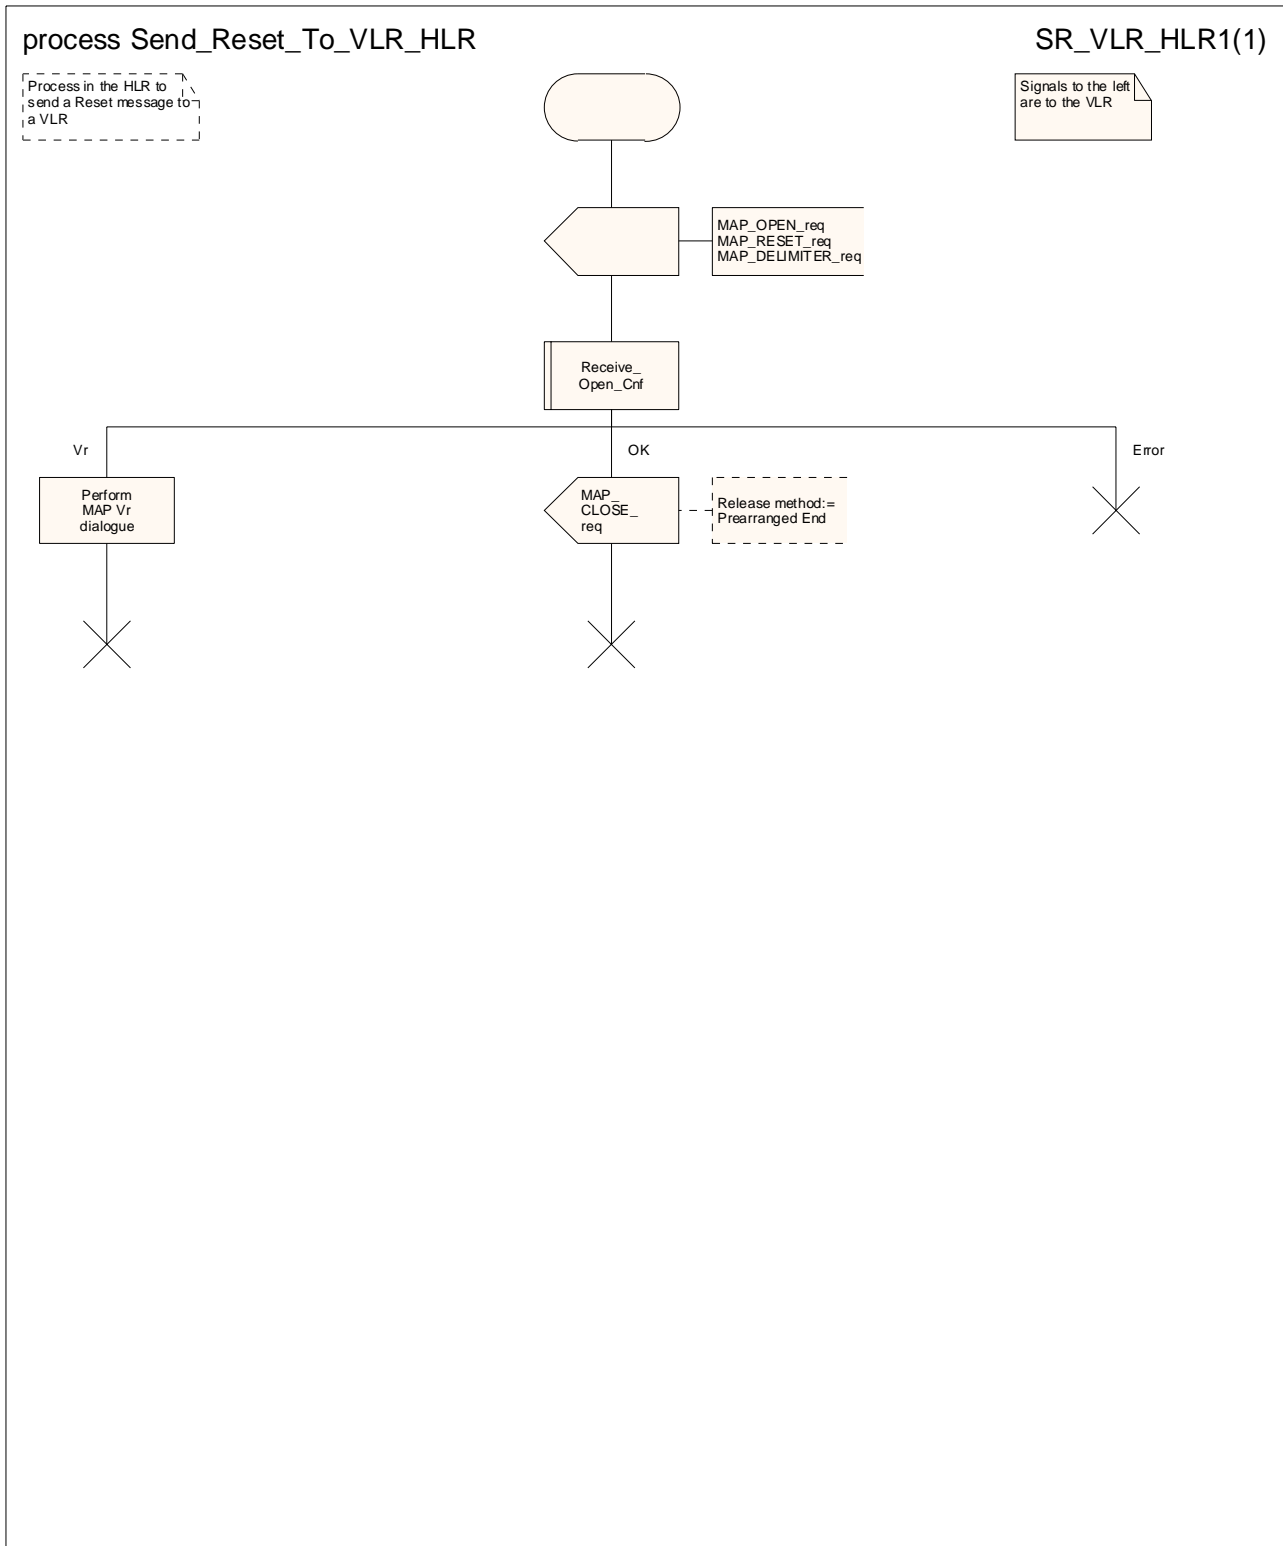 process Send_Reset_To_VLR_HLR
SR_VLR_HLR1(1)
Process in the HLR to
send a Reset message to
a VLR
Signals to the left
are to the VLR
MAP_OPEN_req
MAP_RESET_req
MAP_DELIMITER_req
Receive_
Open_Cnf
Vr
OK
Error
Perform
MAP Vr
dialogue
MAP_
CLOSE_
req
Release method:=
Prearranged End